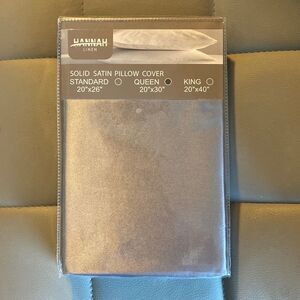 HANNAH
LINEN
SOLID SATIN PILLOW COVER
STANDARD QUEEN KING
20"x26" 20"x30" 20"x40"